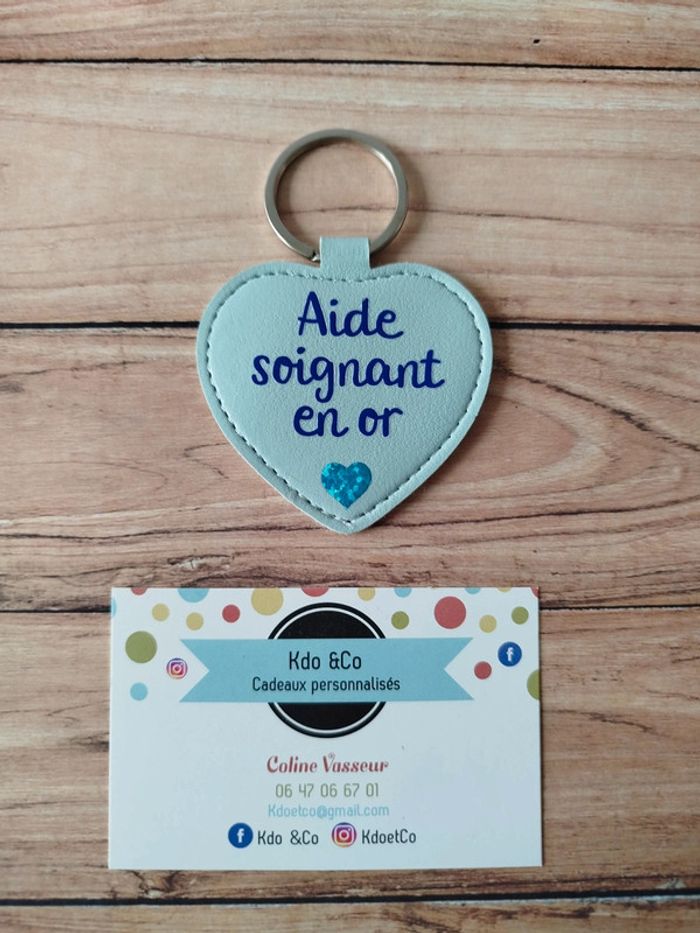 Aide
soignant
en or
Kdo &Co
Cadeaux personnalisés
Coline Vasseur
06 47 06 67 01
Kdoetco@gmail.com
Kdo &Co KdoetCo